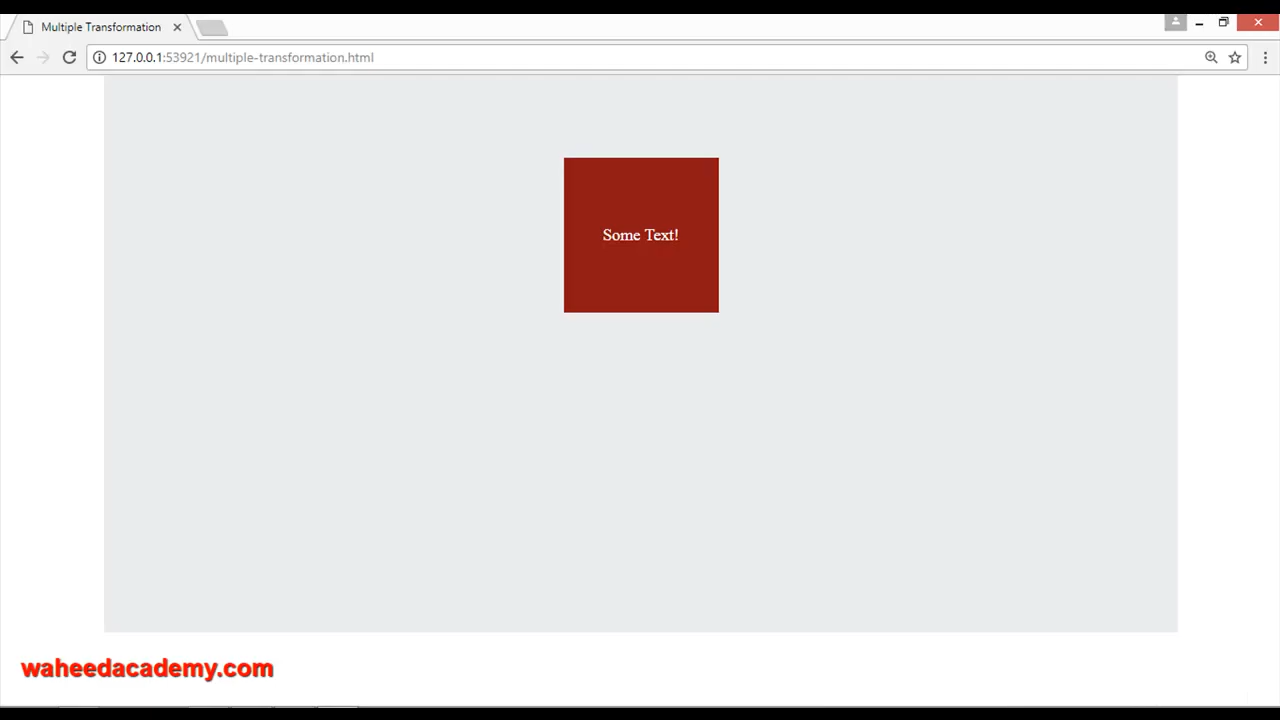 Multiple Transformation
127.0.0.1:53921/multiple-transformation.html
Some Text!
waheedacademy.com